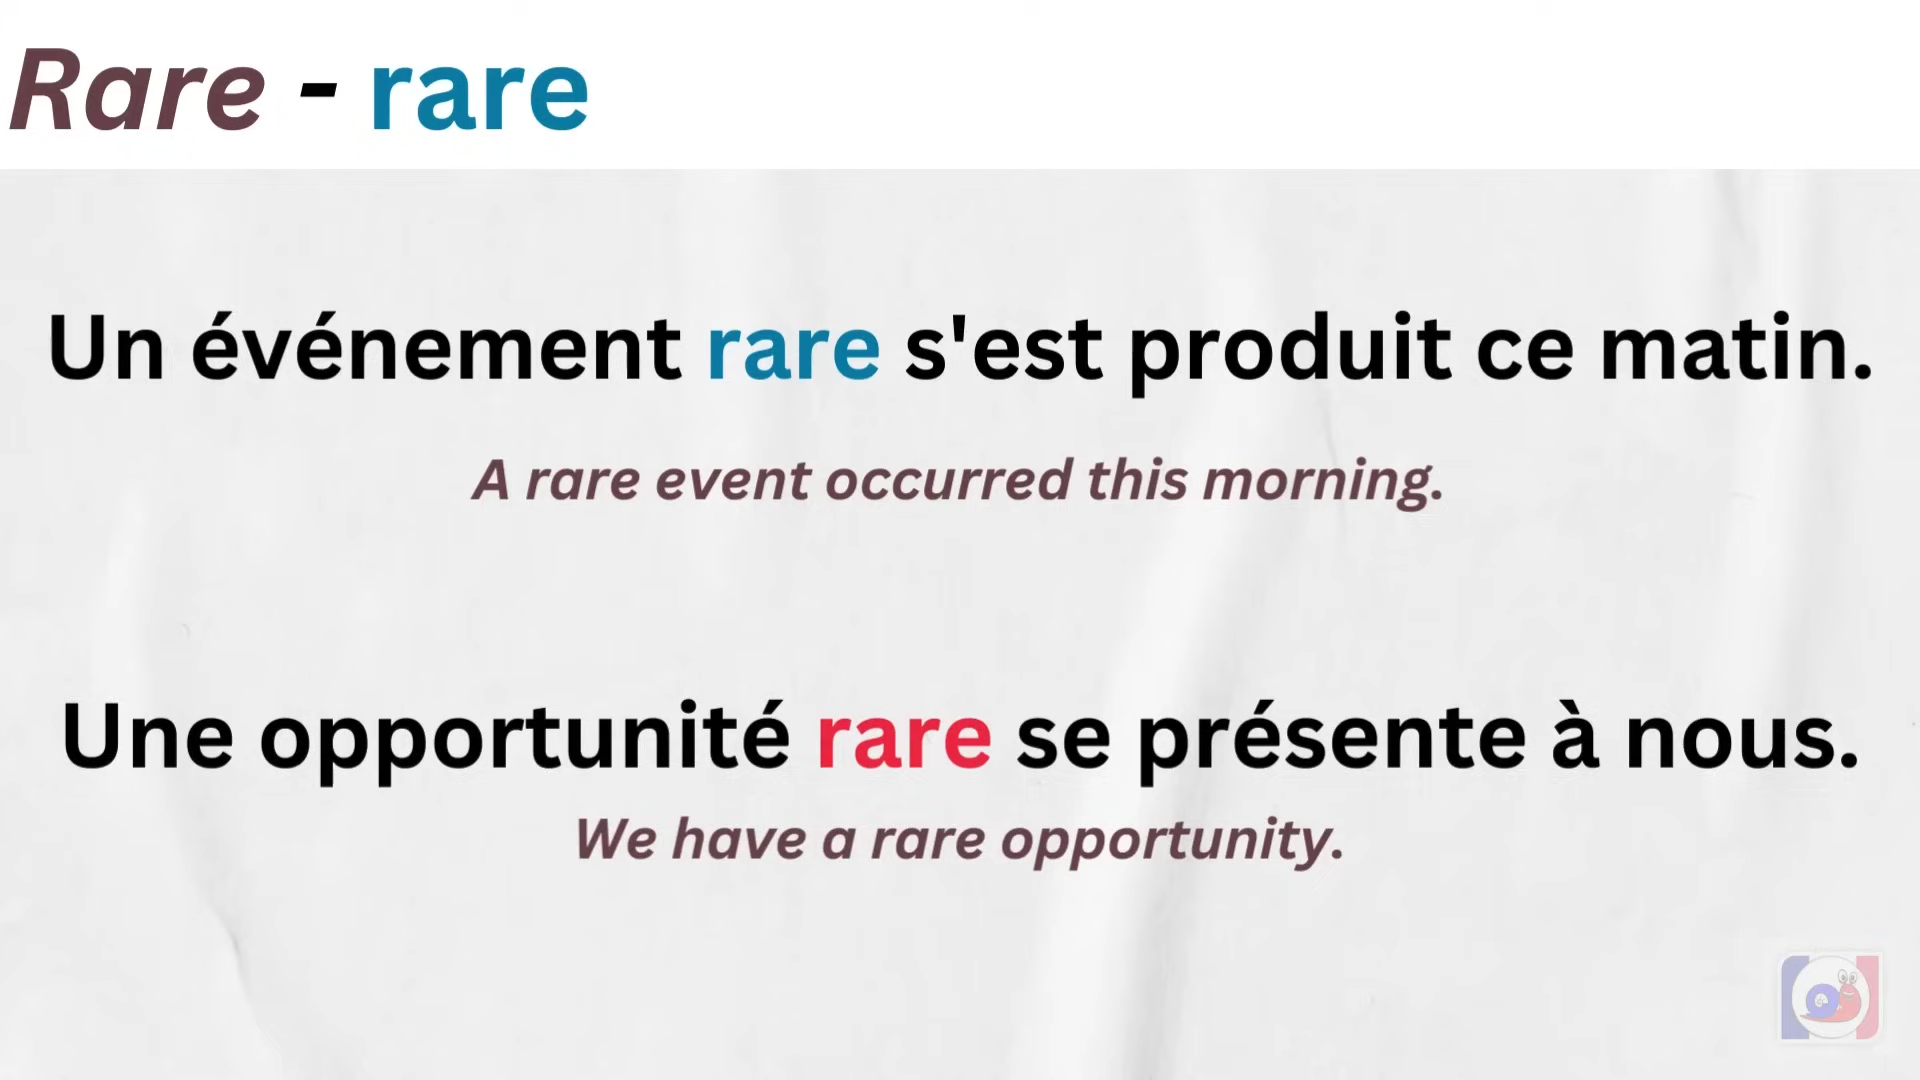 Rare - rare
Un événement rare s'est produit ce matin.
A rare event occurred this morning.
Une opportunité rare se présente à nous.
We have a rare opportunity.